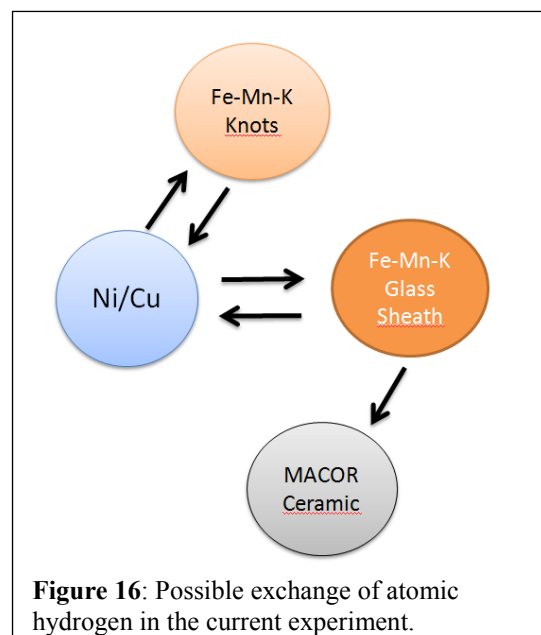 Fe-Mn-K
Knots
Ni/Cu
Fe-Mn-K
Glass
Sheath
MACOR
Ceramic
Figure 16: Possible exchange of atomic
hydrogen in the current experiment.